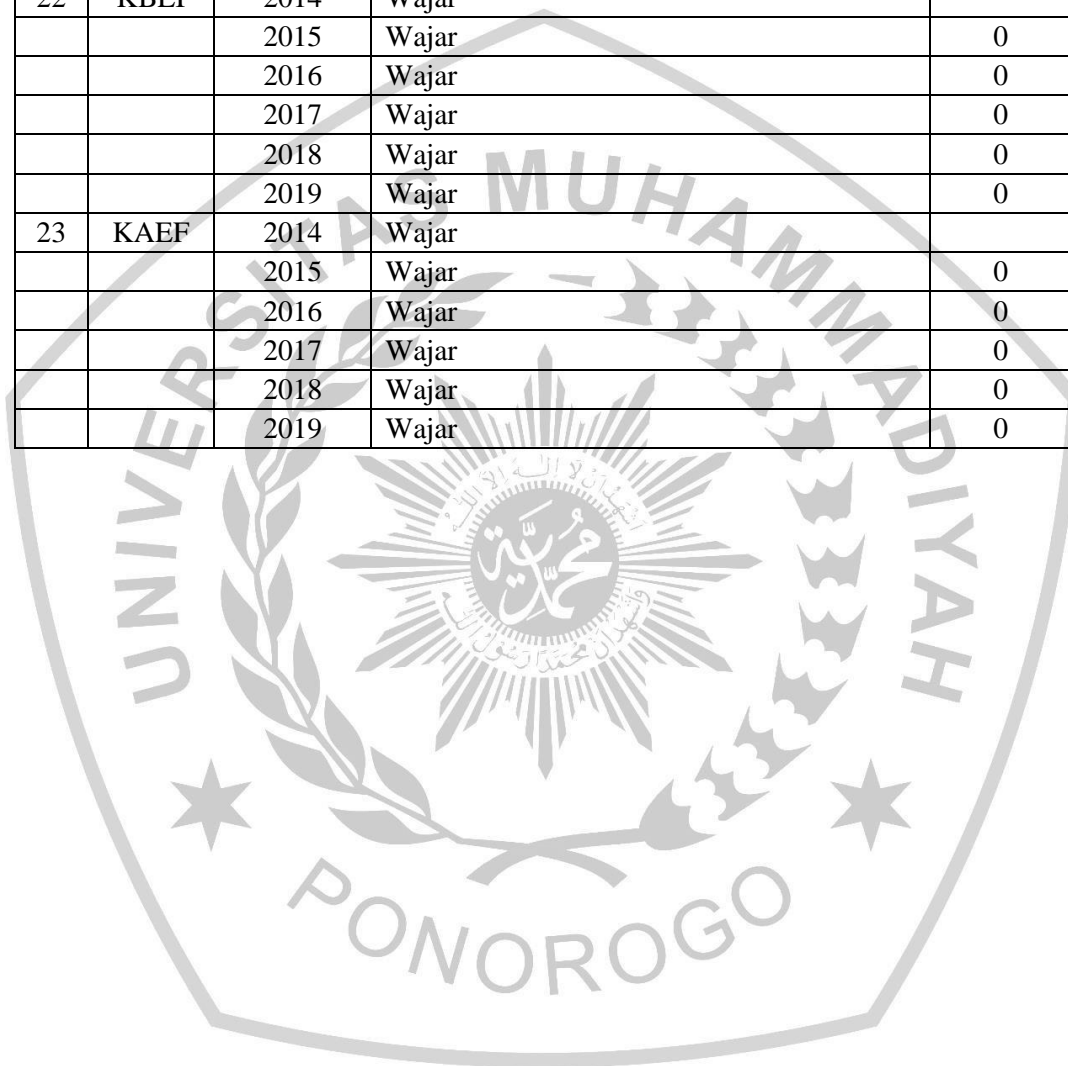 22 KBLF 2014 Wajar
2015 Wajar 0
2016 Wajar 0
2017 Wajar 0
2018 Wajar 0
2019 Wajar 0
23 KAEF 2014 Wajar
2015 Wajar 0
2016 Wajar 0
2017 Wajar 0
2018 Wajar 0
2019 Wajar 0
UNIVERSITAS MUHAMMADIYAH
محمدية
PONOROGO